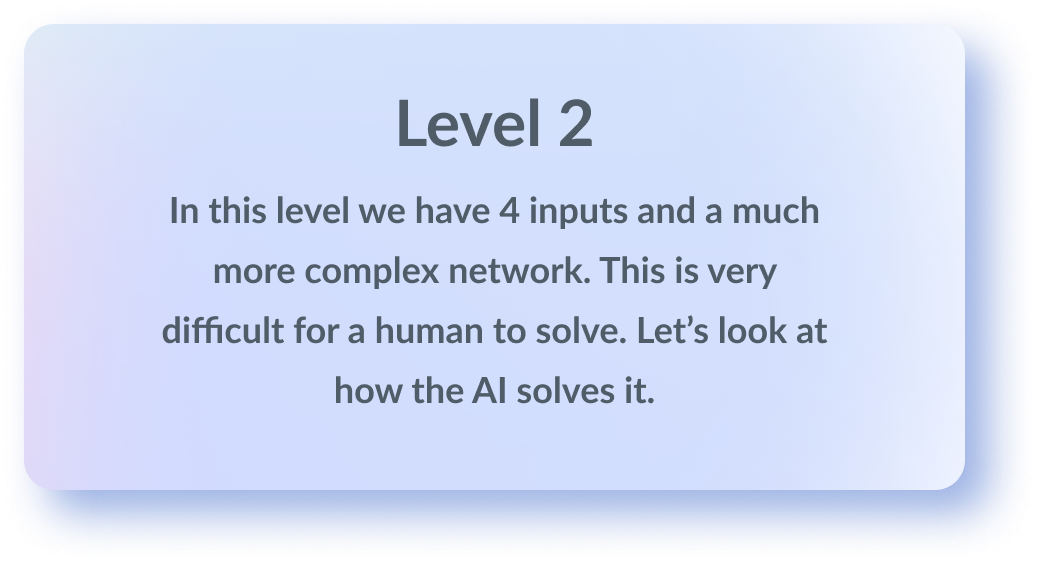 Level 2
In this level we have 4 inputs and a much
more complex network. This is very
difficult for a human to solve. Let’s look at
how the AI solves it.